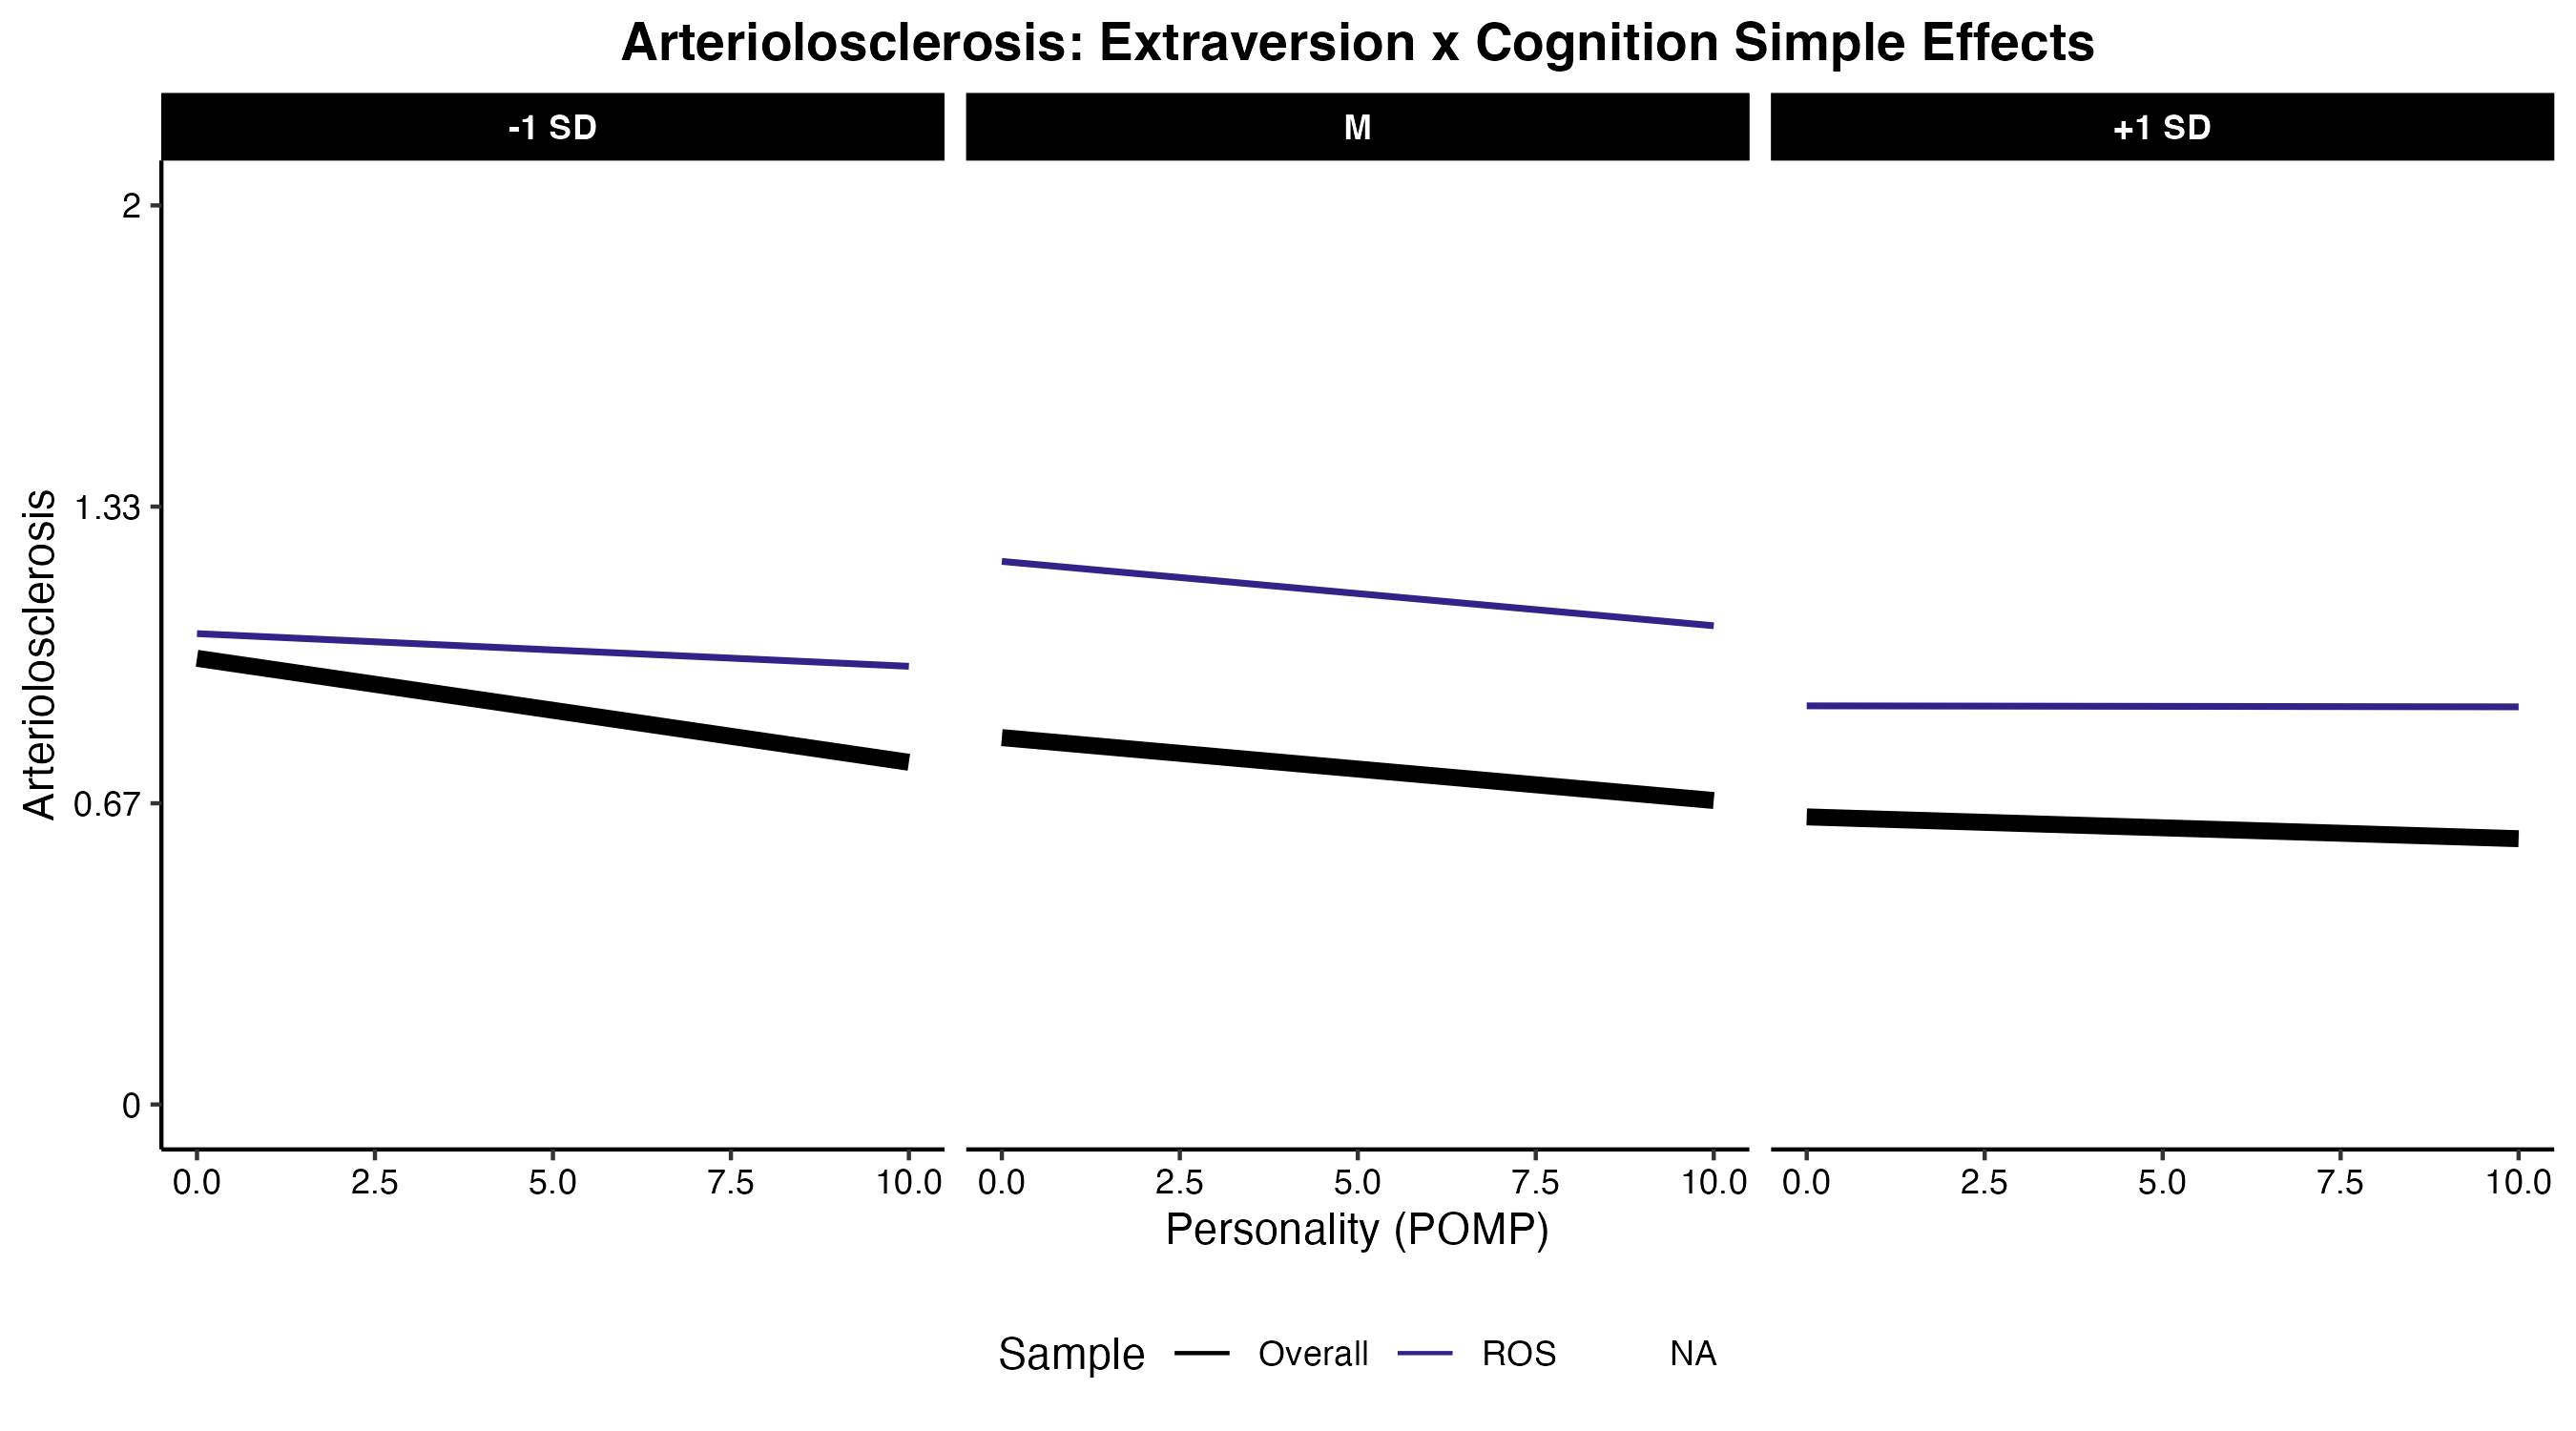 Arteriolosclerosis: Extraversion x Cognition Simple Effects
-1 SD M +1 SD
2
1.33
0.67
0
Arteriolosclerosis
0.0 2.5 5.0 7.5 10.0 0.0 2.5 5.0 7.5 10.0 0.0 2.5 5.0 7.5 10.0
Personality (POMP)
Sample Overall ROS NA